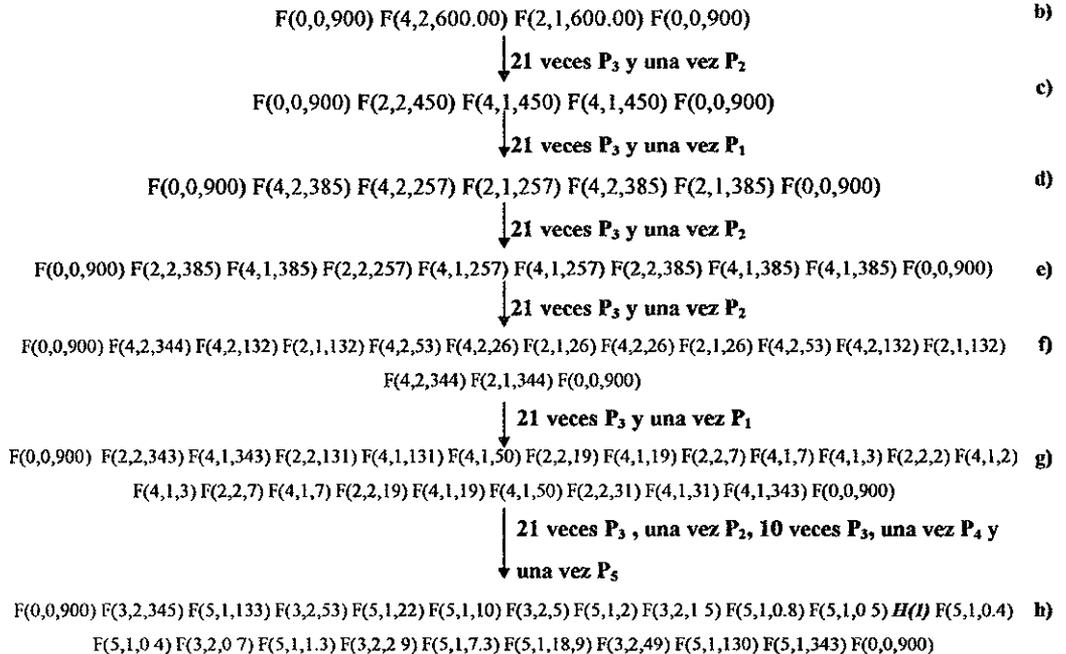 F(0,0,900) F(4,2,600.00) F(2,1,600.00) F(0,0,900) b)
21 veces P₃ y una vez P₂
F(0,0,900) F(2,2,450) F(4,1,450) F(4,1,450) F(0,0,900) c)
21 veces P₃ y una vez P₁
F(0,0,900) F(4,2,385) F(4,2,257) F(2,1,257) F(4,2,385) F(2,1,385) F(0,0,900) d)
21 veces P₃ y una vez P₂
F(0,0,900) F(2,2,385) F(4,1,385) F(2,2,257) F(4,1,257) F(4,1,257) F(2,2,385) F(4,1,385) F(4,1,385) F(0,0,900) e)
21 veces P₃ y una vez P₂
F(0,0,900) F(4,2,344) F(4,2,132) F(2,1,132) F(4,2,53) F(4,2,26) F(2,1,26) F(4,2,26) F(2,1,26) F(4,2,53) F(4,2,132) F(2,1,132) f)
F(4,2,344) F(2,1,344) F(0,0,900)
21 veces P₃ y una vez P₁
F(0,0,900) F(2,2,343) F(4,1,343) F(2,2,131) F(4,1,131) F(4,1,50) F(2,2,19) F(4,1,19) F(2,2,7) F(4,1,7) F(4,1,3) F(2,2,2) F(4,1,2) g)
F(4,1,3) F(2,2,7) F(4,1,7) F(2,2,19) F(4,1,19) F(4,1,50) F(2,2,31) F(4,1,31) F(4,1,343) F(0,0,900)
21 veces P₃ , una vez P₂, 10 veces P₃, una vez P₄ y
una vez P₅
F(0,0,900) F(3,2,345) F(5,1,133) F(3,2,53) F(5,1,22) F(5,1,10) F(3,2,5) F(5,1,2) F(3,2,1 5) F(5,1,0.8) F(5,1,0 5) H(l) F(5,1,0.4) h)
F(5,1,0 4) F(3,2,0 7) F(5,1,1.3) F(3,2,2 9) F(5,1,7.3) F(5,1,18,9) F(3,2,49) F(5,1,130) F(5,1,343) F(0,0,900)